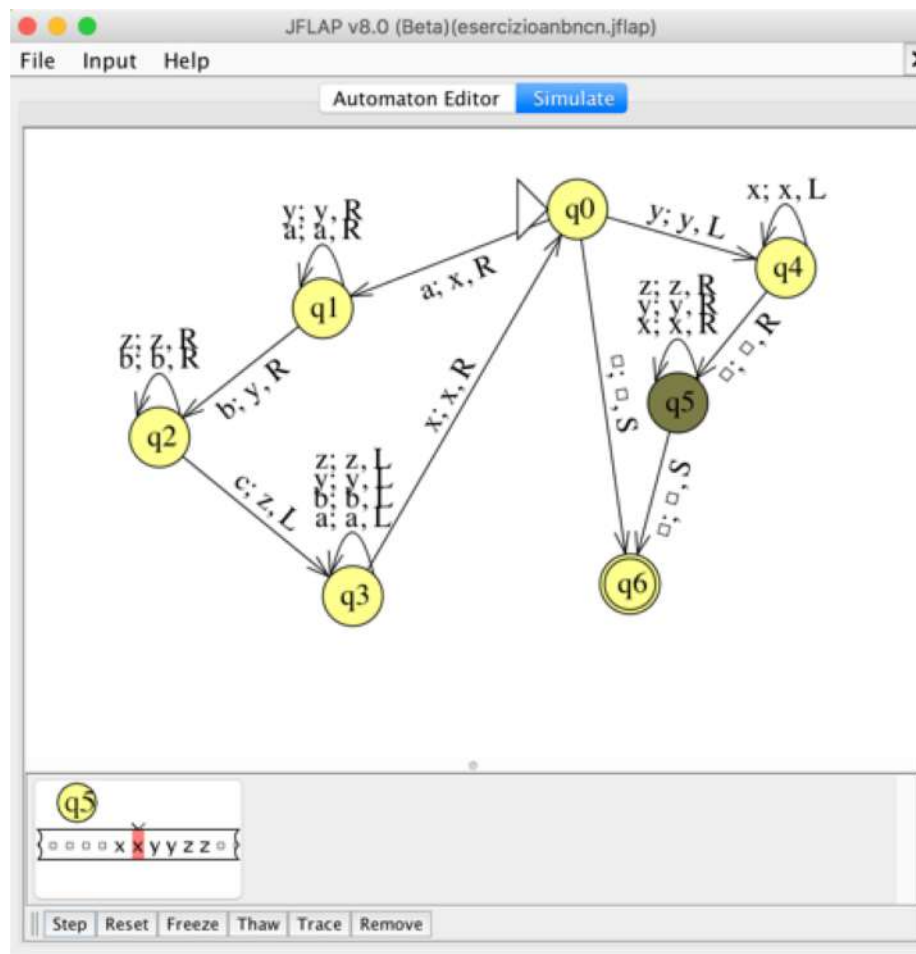 JFLAP v8.0 (Beta)(esercizioanbncn.jflap)
File Input Help
Automaton Editor Simulate
x; x, L
y; y, R
a; a, R
q0
y; y, L
q4
a; x, R
q1
z; z, R
y; y, R
x; x, R
□; □, R
z; z, R
b; b, R
b; y, R
x; x, R
□; □, S
q5
q2
c; z, L
z; z, L
y; y, L
b; b, L
a; a, L
□; □, S
q3
q6
q5
□ □ □ □ x x y y z z □
Step Reset Freeze Thaw Trace Remove